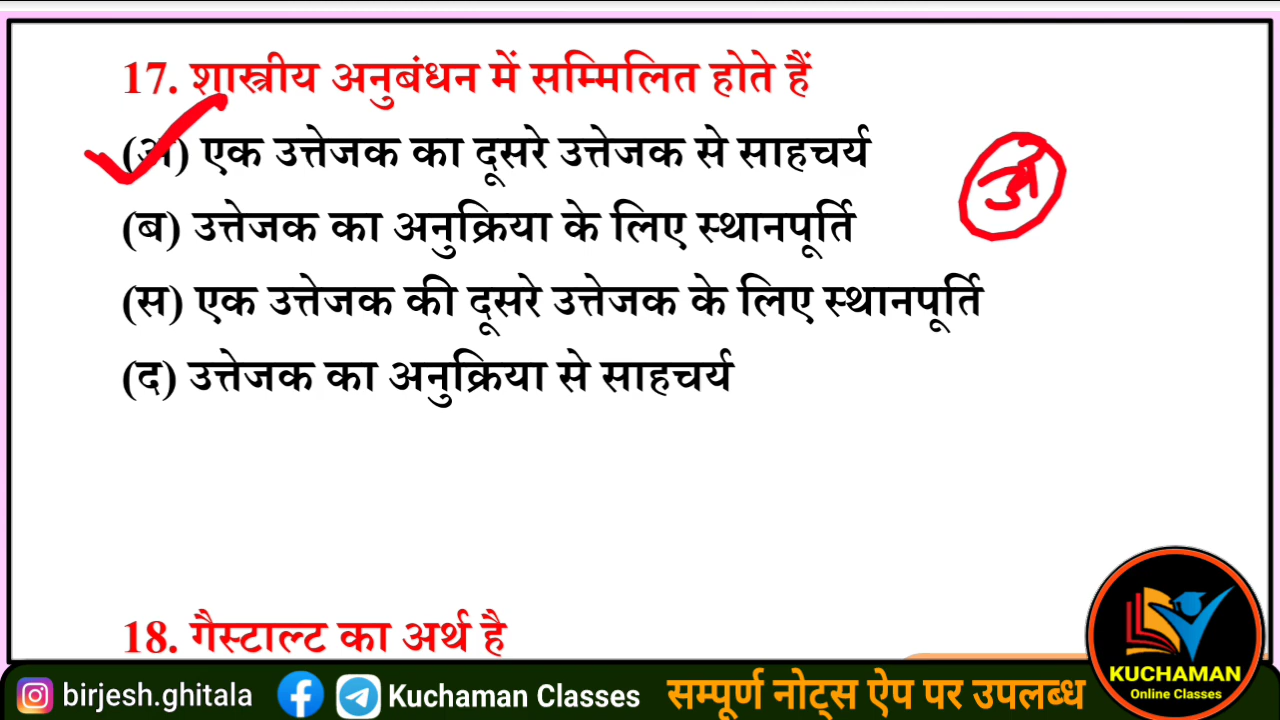 17. शास्त्रीय अनुबंधन में सम्मिलित होते हैं
(अ) एक उत्तेजक का दूसरे उत्तेजक से साहचर्य
अ
(ब) उत्तेजक का अनुक्रिया के लिए स्थानपूर्ति
(स) एक उत्तेजक की दूसरे उत्तेजक के लिए स्थानपूर्ति
(द) उत्तेजक का अनुक्रिया से साहचर्य
18. गैस्टाल्ट का अर्थ है
KUCHAMAN
Online Classes
birjesh.ghitala
Kuchaman Classes
सम्पूर्ण नोट्स ऐप पर उपलब्ध